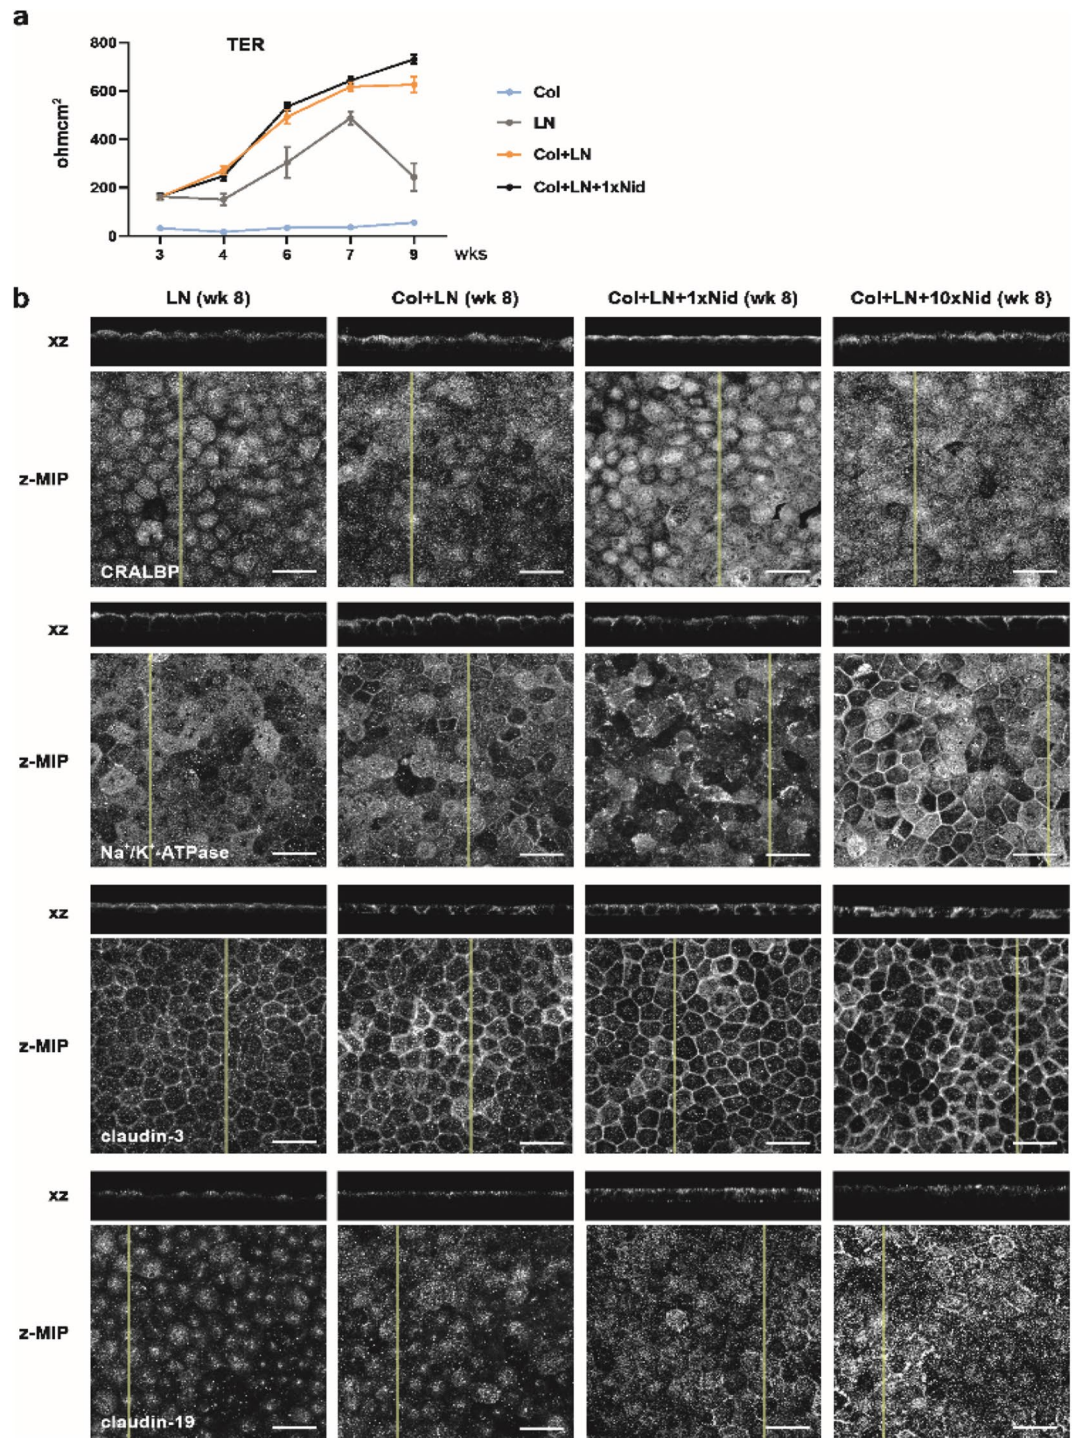 a
TER
800
600
400
200
0
ohmcm²
3 4 6 7 9 wks
Col
LN
Col+LN
Col+LN+1xNid
b
LN (wk 8) Col+LN (wk 8) Col+LN+1xNid (wk 8) Col+LN+10xNid (wk 8)
xz
z-MIP
CRALBP
xz
z-MIP
Na⁺/K⁺-ATPase
xz
z-MIP
claudin-3
xz
z-MIP
claudin-19